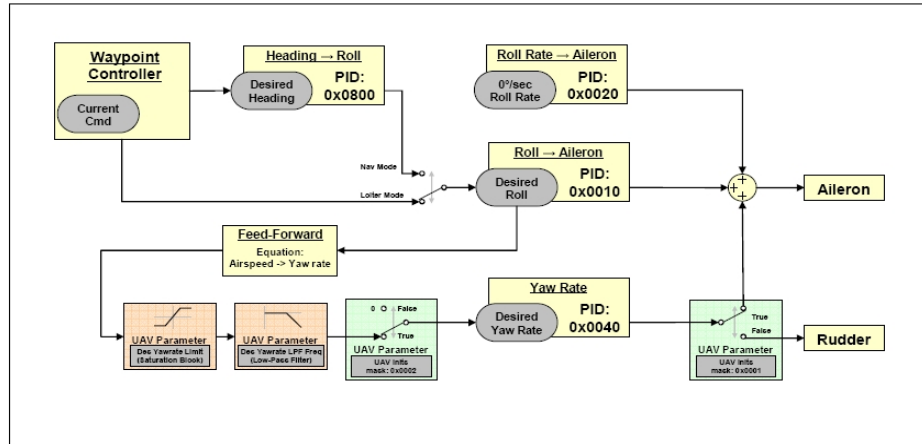 Waypoint
Controller
Current
Cmd
Heading → Roll
Desired
Heading
PID:
0x0800
Roll Rate → Aileron
0°/sec
Roll Rate
PID:
0x0020
Nav Mode
Loiter Mode
Roll → Aileron
Desired
Roll
PID:
0x0010
+
+
+
Aileron
Feed-Forward
Equation:
Airspeed -> Yaw rate
UAV Parameter
Des Yawrate Limit
(Saturation Block)
UAV Parameter
Des Yawrate LPF Freq
(Low-Pass Filter)
0
False
True
UAV Parameter
UAV Inits
mask: 0x0002
Yaw Rate
Desired
Yaw Rate
PID:
0x0040
True
False
UAV Parameter
UAV Inits
mask: 0x0001
Rudder